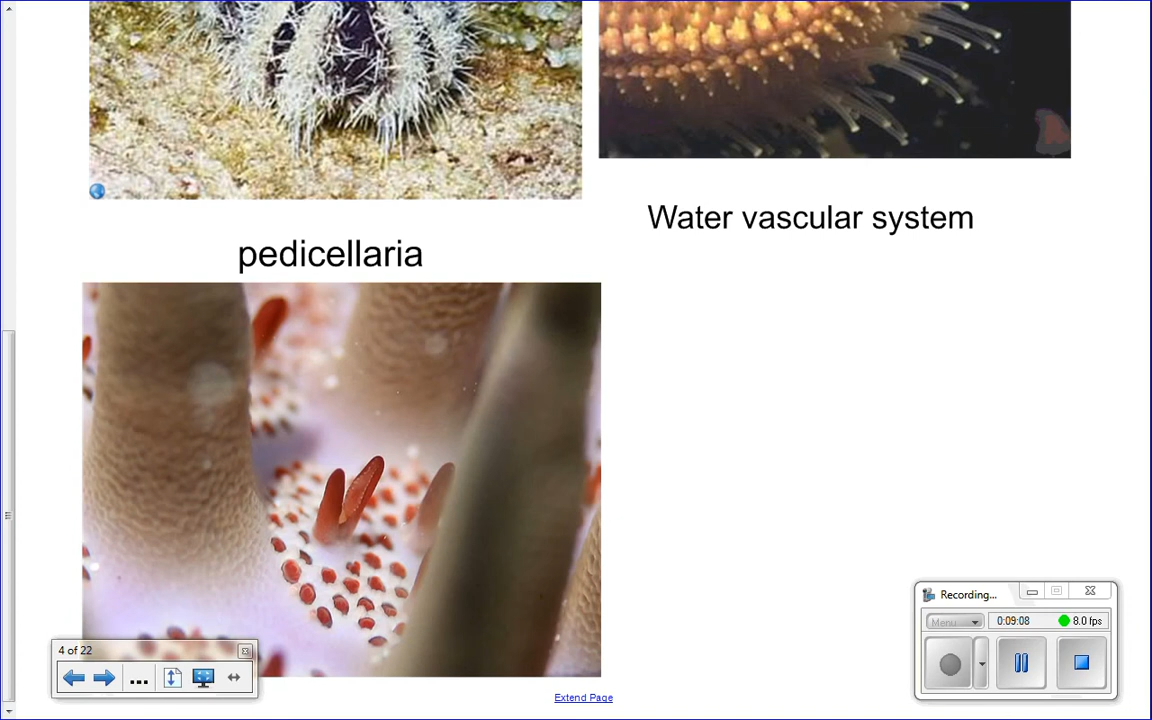 Water vascular system
pedicellaria
Recording...
Menu
0:09:08
8.0 fps
4 of 22
...
Extend Page